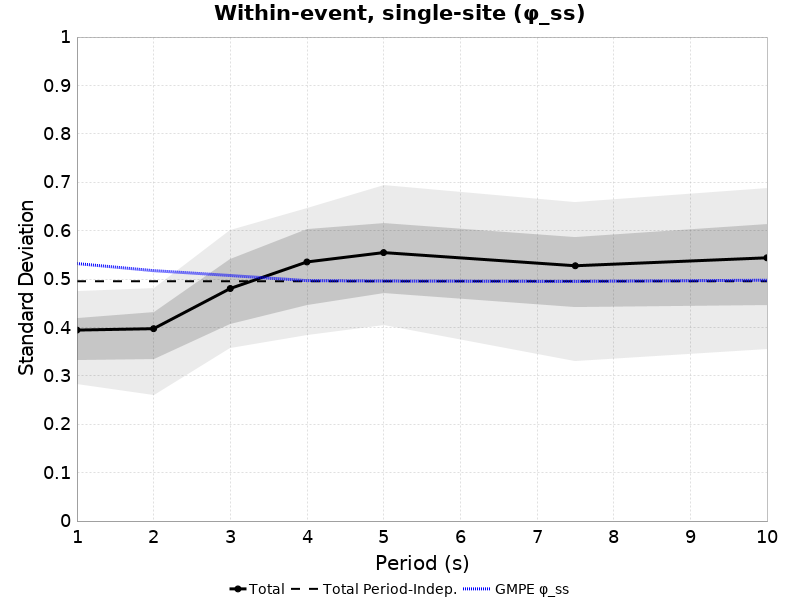 Within-event, single-site (φ_ss)
1
0.9
0.8
0.7
0.6
0.5
0.4
0.3
0.2
0.1
0
Standard Deviation
1 2 3 4 5 6 7 8 9 10
Period (s)
Total Total Period-Indep. GMPE φ_ss